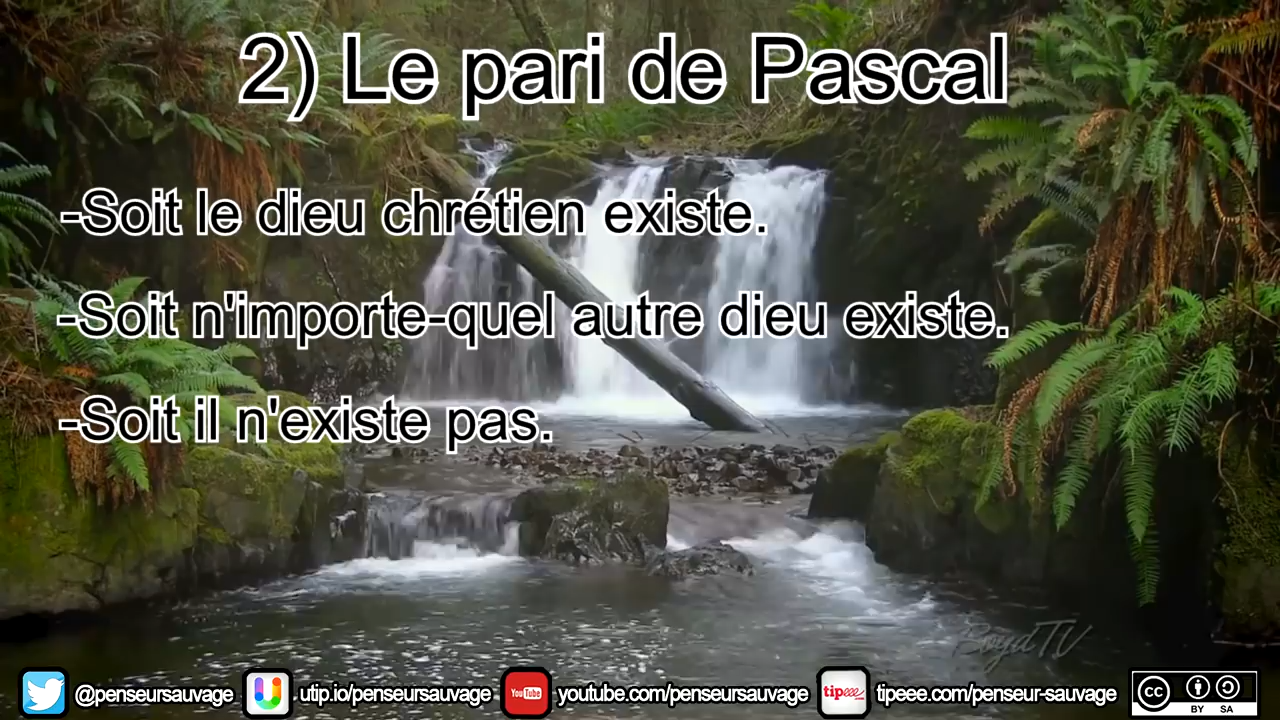 2) Le pari de Pascal
-Soit le dieu chrétien existe.
-Soit n'importe-quel autre dieu existe.
-Soit il n'existe pas.
BoydTV
@penseursauvage utip.io/penseursauvage YouTube youtube.com/penseursauvage tipeee tipeee.com/penseur-sauvage cc BY SA